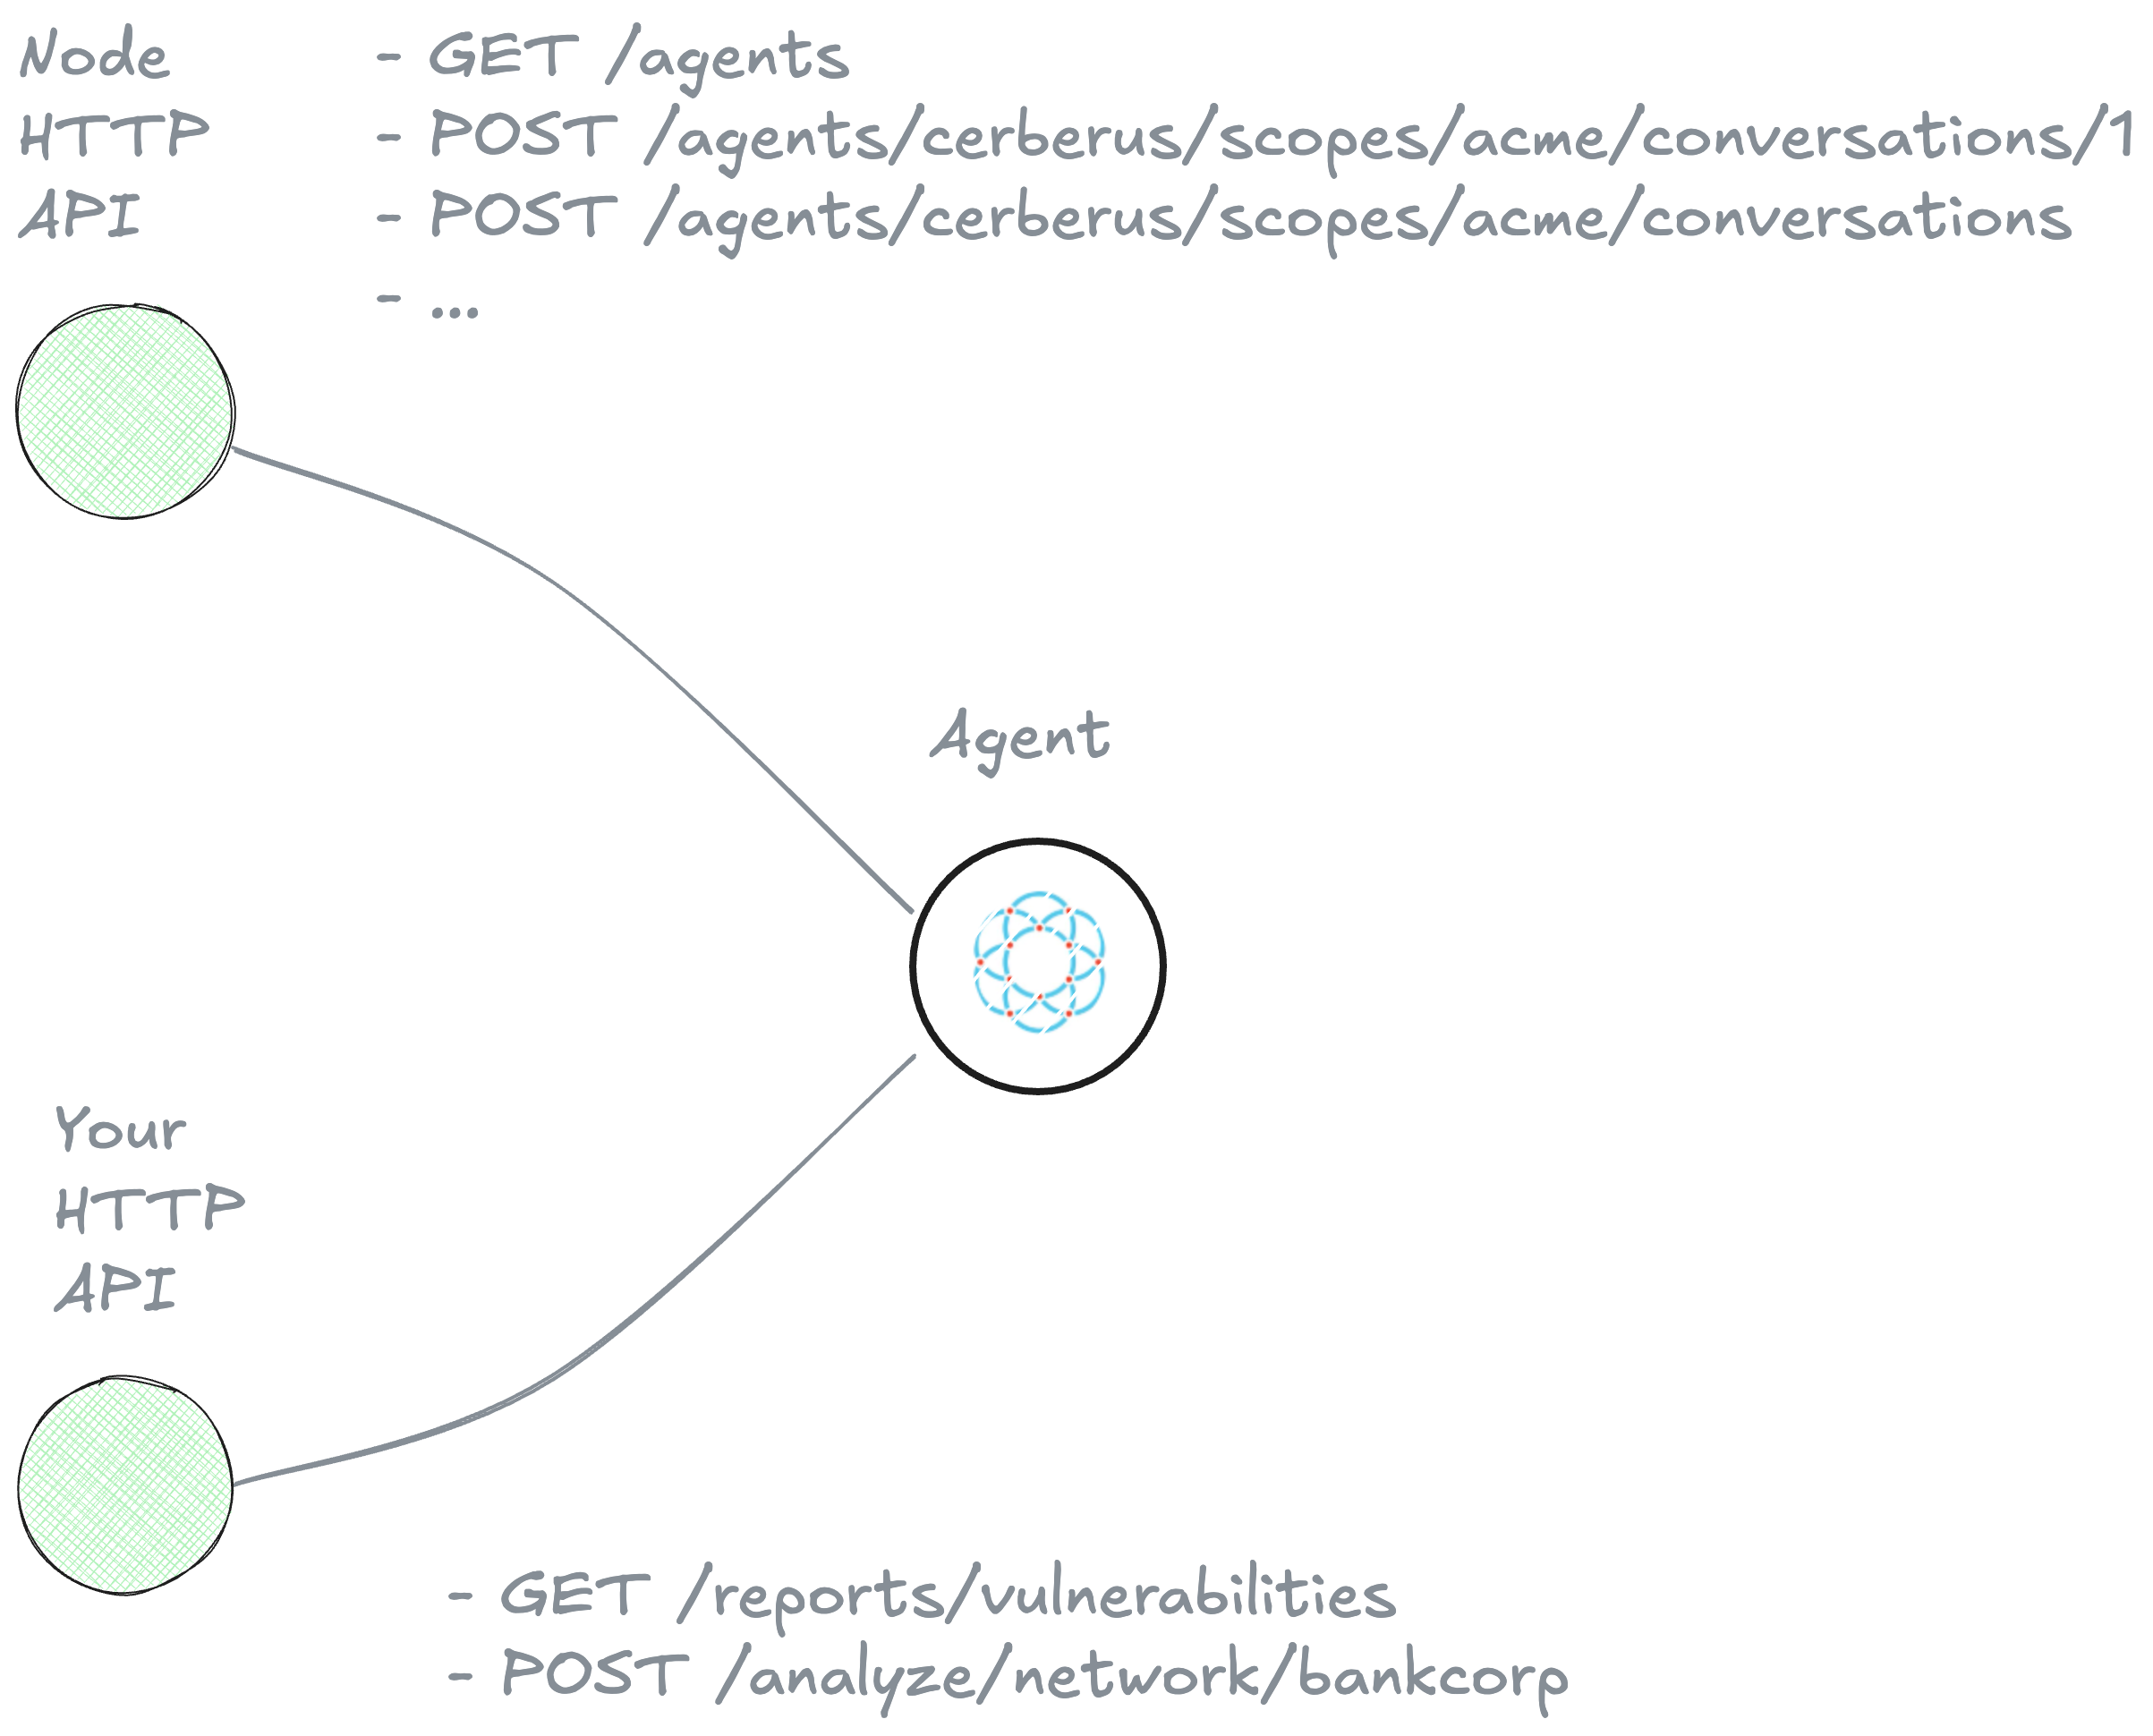 Node
HTTP
API
- GET /agents
- POST /agents/cerberus/scopes/acme/conversations/1
- POST /agents/cerberus/scopes/acme/conversations
- ...
Agent
Your
HTTP
API
- GET /reports/vulnerabilities
- POST /analyze/network/bankcorp